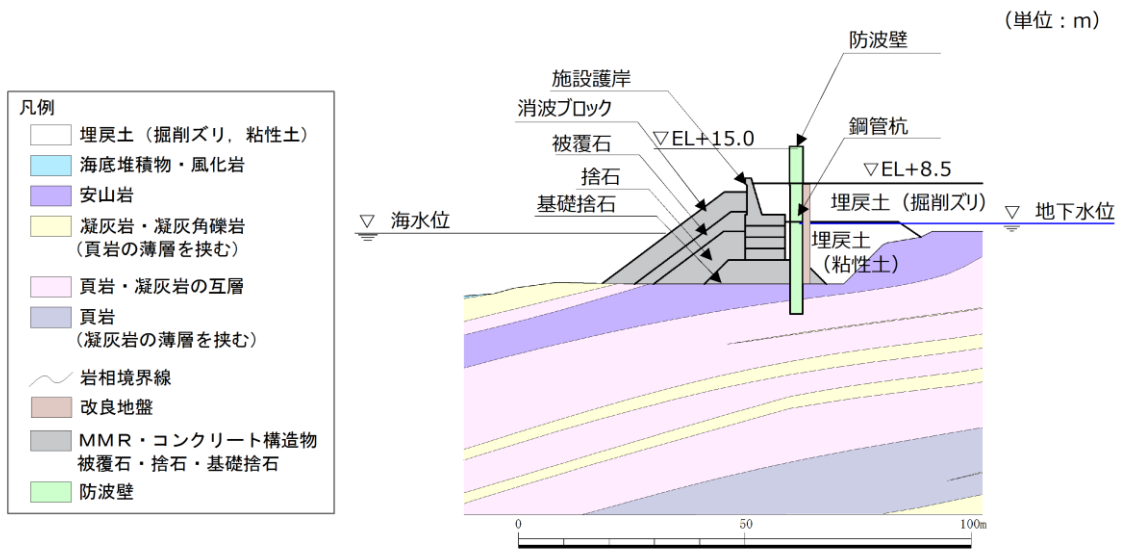 （単位：m）
防波壁
施設護岸
消波ブロック
被覆石
捨石
基礎捨石
▽EL+15.0
鋼管杭
▽EL+8.5
埋戻土（掘削ズリ）
▽ 海水位
▽ 地下水位
埋戻土
（粘性土）
凡例
埋戻土（掘削ズリ，粘性土）
海底堆積物・風化岩
安山岩
凝灰岩・凝灰角礫岩
（頁岩の薄層を挟む）
頁岩・凝灰岩の互層
頁岩
（凝灰岩の薄層を挟む）
岩相境界線
改良地盤
ＭＭＲ・コンクリート構造物
被覆石・捨石・基礎捨石
防波壁
0 50 100m